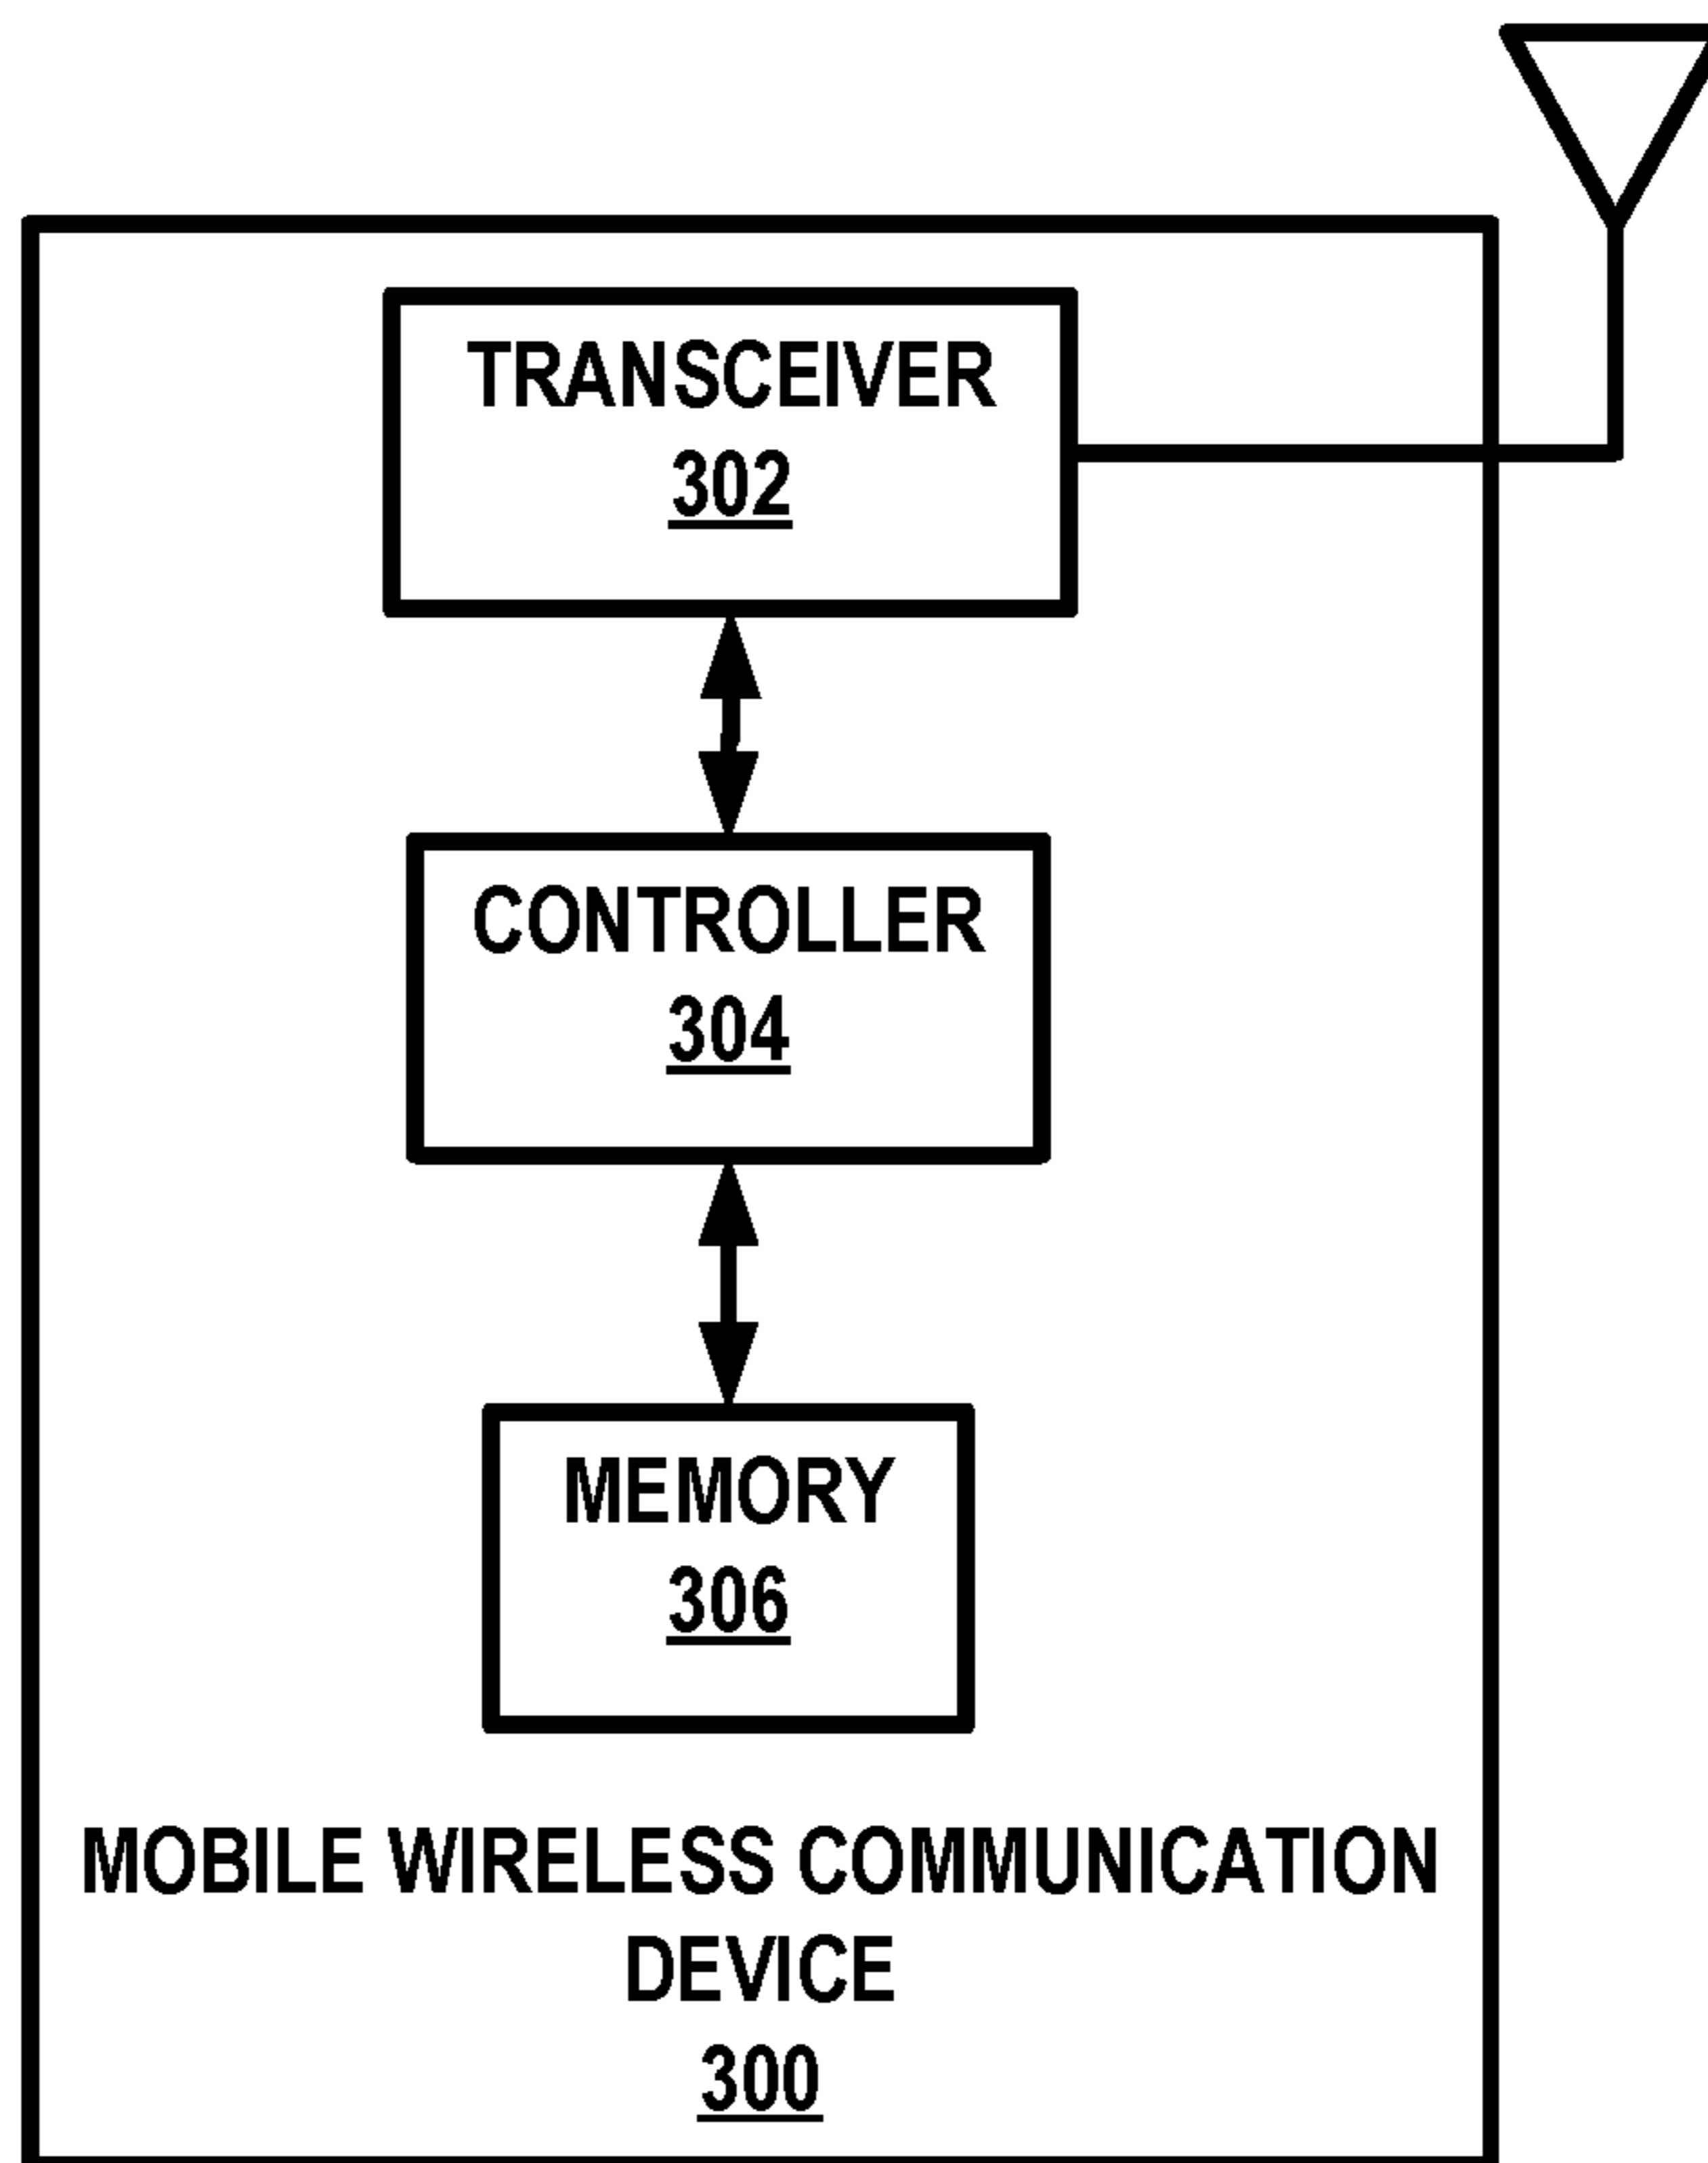 TRANSCEIVER
302
CONTROLLER
304
MEMORY
306
MOBILE WIRELESS COMMUNICATION
DEVICE
300